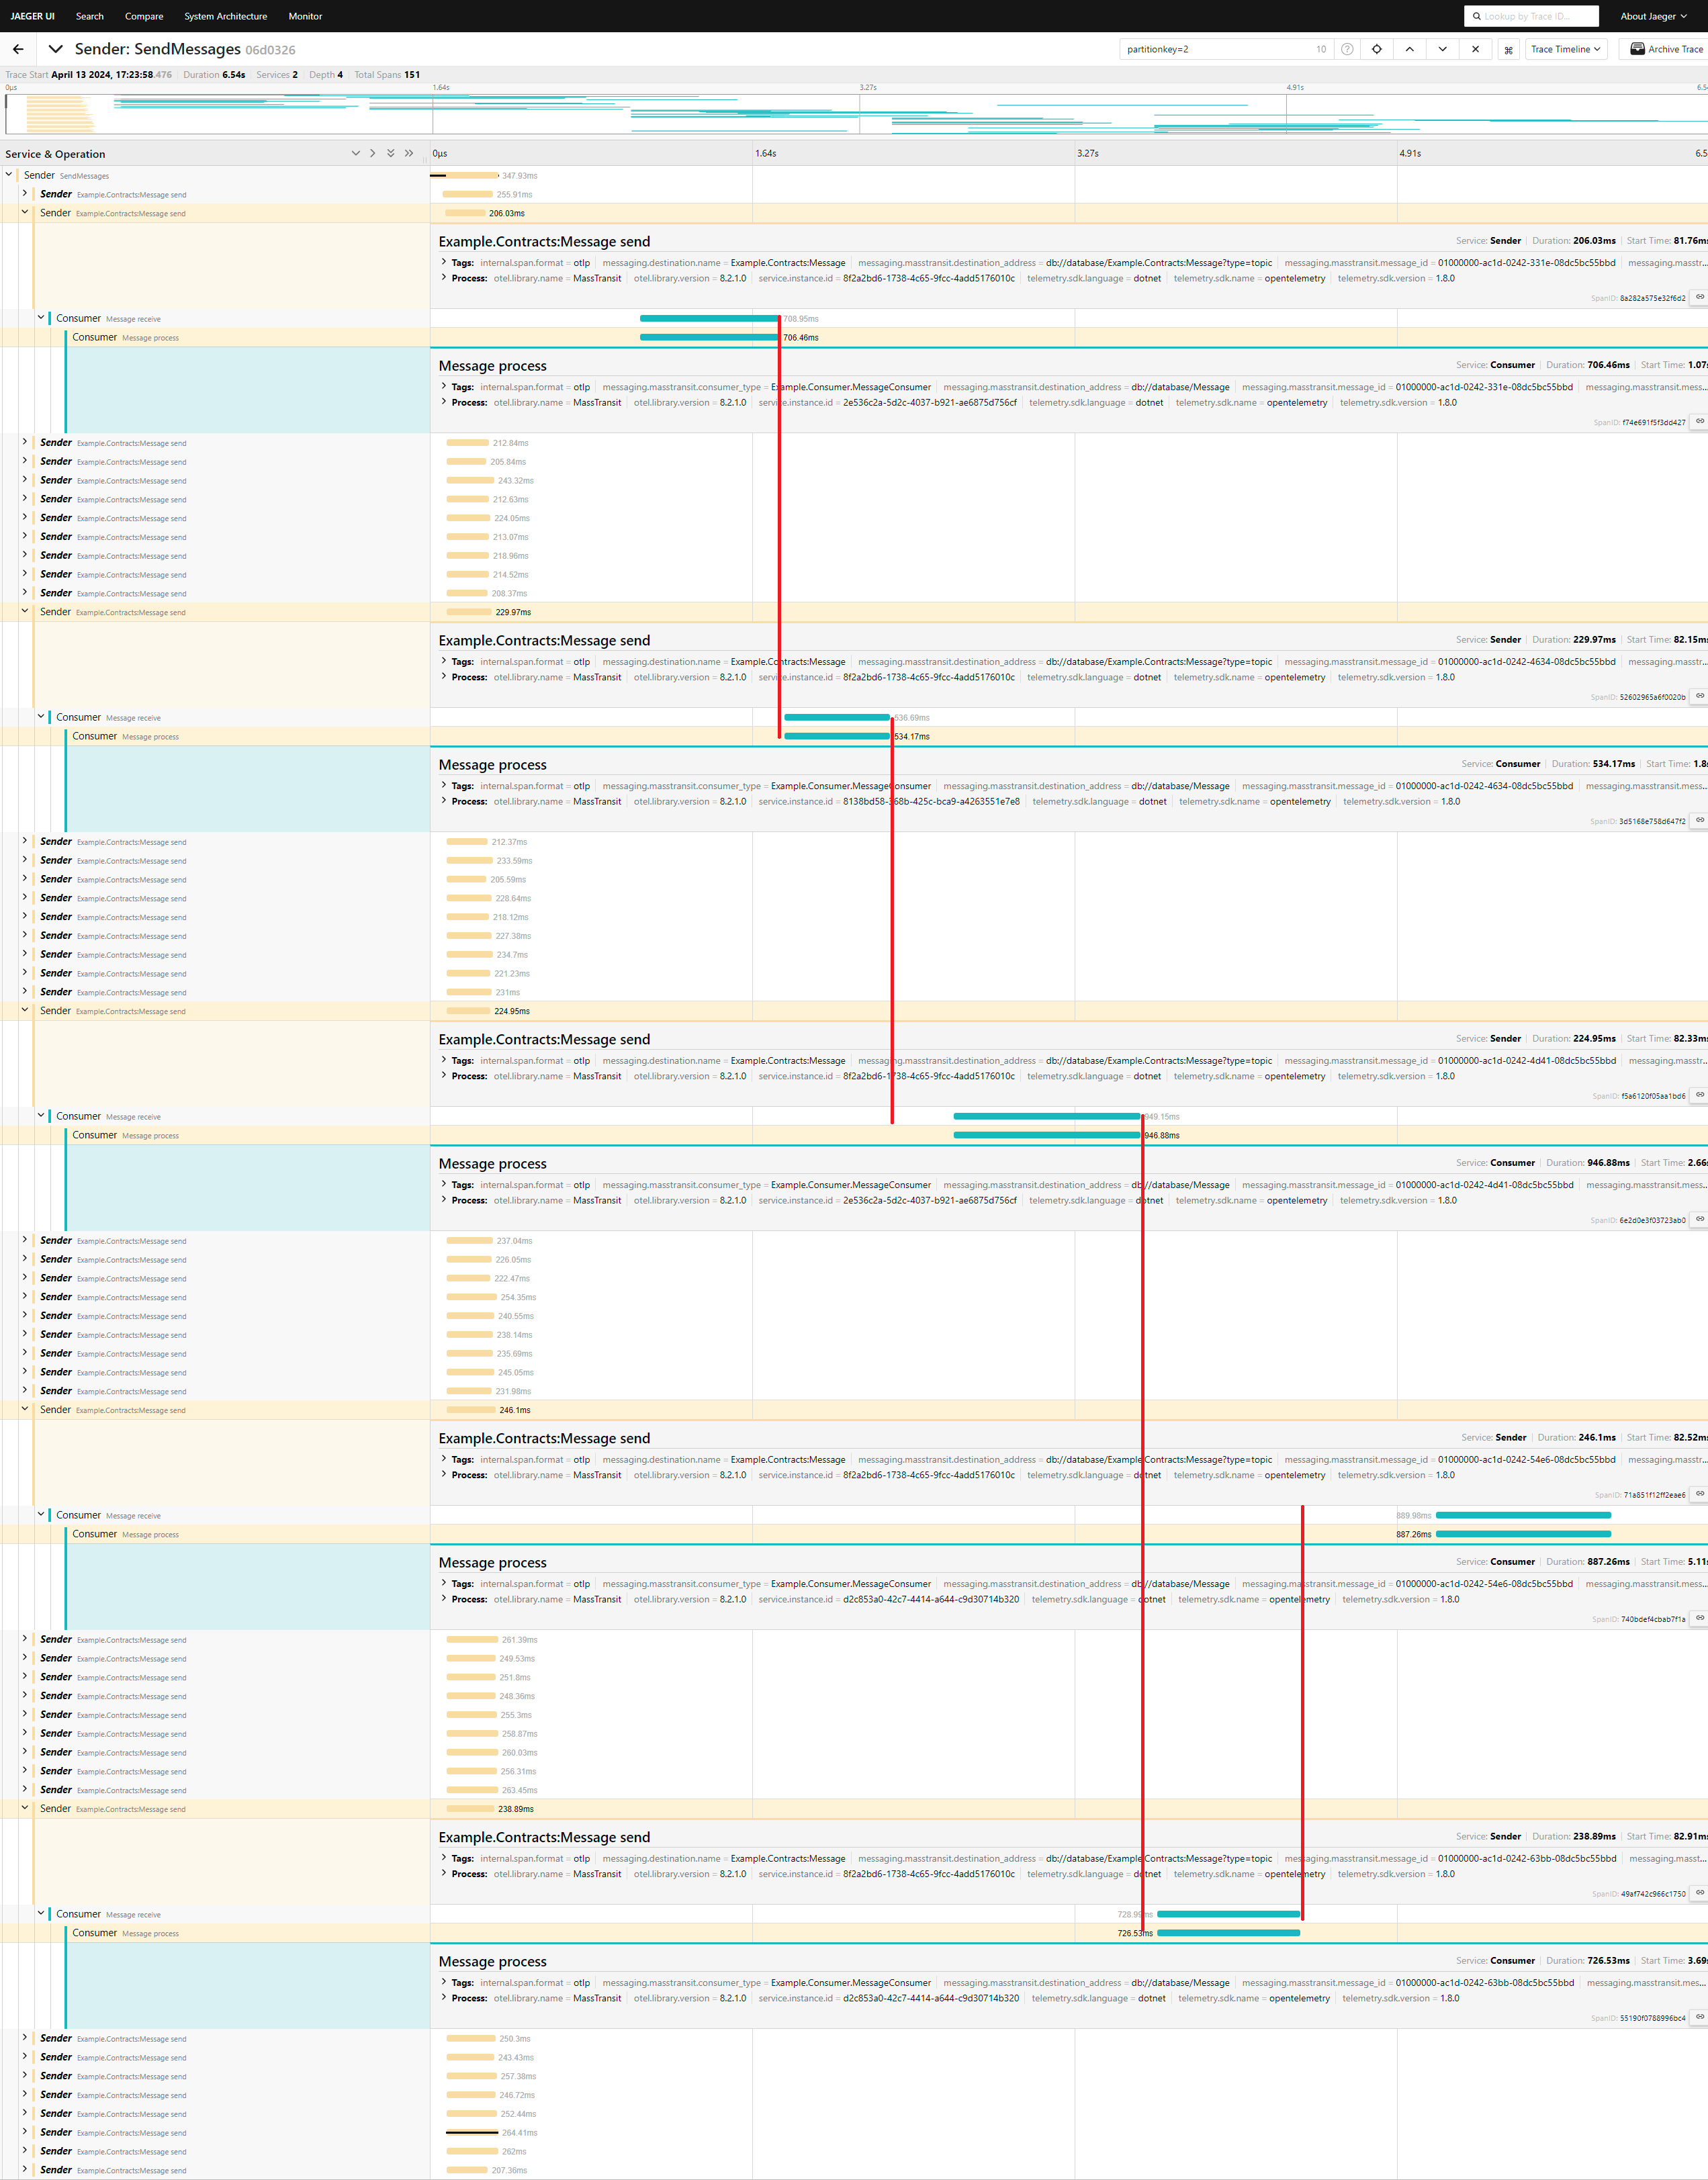 JAEGER UI Search Compare System Architecture Monitor Lookup by Trace ID... About Jaeger
Sender: SendMessages 06d0326 partitionkey=2 10 Trace Timeline Archive Trace
Trace Start April 13 2024, 17:23:58.476 Duration 6.54s Services 2 Depth 4 Total Spans 151
0μs 1.64s 3.27s 4.91s 6.54
Service & Operation 0μs 1.64s 3.27s 4.91s 6.5
Sender SendMessages 347.93ms
Sender Example.Contracts:Message send 255.91ms
Sender Example.Contracts:Message send 206.03ms
Example.Contracts:Message send Service: Sender Duration: 206.03ms Start Time: 81.76ms
Tags: internal.span.format = otlp messaging.destination.name = Example.Contracts:Message messaging.masstransit.destination_address = db://database/Example.Contracts:Message?type=topic messaging.masstransit.message_id = 01000000-ac1d-0242-331e-08dc5bc55bbd messaging.mastr...
Process: otel.library.name = MassTransit otel.library.version = 8.2.1.0 service.instance.id = 8f2a2bd6-1738-4c65-9fcc-4add5176010c telemetry.sdk.language = dotnet telemetry.sdk.name = opentelemetry telemetry.sdk.version = 1.8.0
SpanID: 8a282a575e32f6d2
Consumer Message receive 708.95ms
Consumer Message process 706.46ms
Message process Service: Consumer Duration: 706.46ms Start Time: 1.07
Tags: internal.span.format = otlp messaging.masstransit.consumer_type = Example.Consumer.MessageConsumer messaging.masstransit.destination_address = db://database/Message messaging.masstransit.message_id = 01000000-ac1d-0242-331e-08dc5bc55bbd messaging.masstransit.mess...
Process: otel.library.name = MassTransit otel.library.version = 8.2.1.0 service.instance.id = 2e536c2a-5d2c-4037-b921-ae6875d756cf telemetry.sdk.language = dotnet telemetry.sdk.name = opentelemetry telemetry.sdk.version = 1.8.0
SpanID: f74e691f5f3dd427
Sender Example.Contracts:Message send 212.84ms
Sender Example.Contracts:Message send 205.84ms
Sender Example.Contracts:Message send 243.32ms
Sender Example.Contracts:Message send 212.63ms
Sender Example.Contracts:Message send 224.05ms
Sender Example.Contracts:Message send 213.07ms
Sender Example.Contracts:Message send 218.96ms
Sender Example.Contracts:Message send 214.52ms
Sender Example.Contracts:Message send 208.37ms
Sender Example.Contracts:Message send 229.97ms
Example.Contracts:Message send Service: Sender Duration: 229.97ms Start Time: 82.15ms
Tags: internal.span.format = otlp messaging.destination.name = Example.Contracts:Message messaging.masstransit.destination_address = db://database/Example.Contracts:Message?type=topic messaging.masstransit.message_id = 01000000-ac1d-0242-4634-08dc5bc55bbd messaging.masstr...
Process: otel.library.name = MassTransit otel.library.version = 8.2.1.0 service.instance.id = 8f2a2bd6-1738-4c65-9fcc-4add5176010c telemetry.sdk.language = dotnet telemetry.sdk.name = opentelemetry telemetry.sdk.version = 1.8.0
SpanID: 52602965a6f0020b
Consumer Message receive 536.69ms
Consumer Message process 534.17ms
Message process Service: Consumer Duration: 534.17ms Start Time: 1.8
Tags: internal.span.format = otlp messaging.masstransit.consumer_type = Example.Consumer.MessageConsumer messaging.masstransit.destination_address = db://database/Message messaging.masstransit.message_id = 01000000-ac1d-0242-4634-08dc5bc55bbd messaging.masstransit.mess...
Process: otel.library.name = MassTransit otel.library.version = 8.2.1.0 service.instance.id = 8138bd58-368b-425c-bca9-a4263551e7e8 telemetry.sdk.language = dotnet telemetry.sdk.name = opentelemetry telemetry.sdk.version = 1.8.0
SpanID: 3d5168e758d647f2
Sender Example.Contracts:Message send 212.37ms
Sender Example.Contracts:Message send 233.59ms
Sender Example.Contracts:Message send 205.59ms
Sender Example.Contracts:Message send 228.64ms
Sender Example.Contracts:Message send 218.12ms
Sender Example.Contracts:Message send 227.38ms
Sender Example.Contracts:Message send 234.7ms
Sender Example.Contracts:Message send 221.23ms
Sender Example.Contracts:Message send 231ms
Sender Example.Contracts:Message send 224.95ms
Example.Contracts:Message send Service: Sender Duration: 224.95ms Start Time: 82.33ms
Tags: internal.span.format = otlp messaging.destination.name = Example.Contracts:Message messaging.masstransit.destination_address = db://database/Example.Contracts:Message?type=topic messaging.masstransit.message_id = 01000000-ac1d-0242-4d41-08dc5bc55bbd messaging.masstr...
Process: otel.library.name = MassTransit otel.library.version = 8.2.1.0 service.instance.id = 8f2a2bd6-1738-4c65-9fcc-4add5176010c telemetry.sdk.language = dotnet telemetry.sdk.name = opentelemetry telemetry.sdk.version = 1.8.0
SpanID: f5a6120f05aa1bd6
Consumer Message receive 949.15ms
Consumer Message process 946.88ms
Message process Service: Consumer Duration: 946.88ms Start Time: 2.66
Tags: internal.span.format = otlp messaging.masstransit.consumer_type = Example.Consumer.MessageConsumer messaging.masstransit.destination_address = db://database/Message messaging.masstransit.message_id = 01000000-ac1d-0242-4d41-08dc5bc55bbd messaging.masstransit.mess...
Process: otel.library.name = MassTransit otel.library.version = 8.2.1.0 service.instance.id = 2e536c2a-5d2c-4037-b921-ae6875d756cf telemetry.sdk.language = dotnet telemetry.sdk.name = opentelemetry telemetry.sdk.version = 1.8.0
SpanID: 6e2d0e3f03723ab0
Sender Example.Contracts:Message send 237.04ms
Sender Example.Contracts:Message send 226.05ms
Sender Example.Contracts:Message send 222.47ms
Sender Example.Contracts:Message send 254.35ms
Sender Example.Contracts:Message send 240.55ms
Sender Example.Contracts:Message send 238.14ms
Sender Example.Contracts:Message send 235.69ms
Sender Example.Contracts:Message send 245.05ms
Sender Example.Contracts:Message send 231.98ms
Sender Example.Contracts:Message send 246.1ms
Example.Contracts:Message send Service: Sender Duration: 246.1ms Start Time: 82.52ms
Tags: internal.span.format = otlp messaging.destination.name = Example.Contracts:Message messaging.masstransit.destination_address = db://database/Example.Contracts:Message?type=topic messaging.masstransit.message_id = 01000000-ac1d-0242-54e6-08dc5bc55bbd messaging.masstr...
Process: otel.library.name = MassTransit otel.library.version = 8.2.1.0 service.instance.id = 8f2a2bd6-1738-4c65-9fcc-4add5176010c telemetry.sdk.language = dotnet telemetry.sdk.name = opentelemetry telemetry.sdk.version = 1.8.0
SpanID: 71a851f12ff2eae6
Consumer Message receive 889.98ms
Consumer Message process 887.26ms
Message process Service: Consumer Duration: 887.26ms Start Time: 5.11
Tags: internal.span.format = otlp messaging.masstransit.consumer_type = Example.Consumer.MessageConsumer messaging.masstransit.destination_address = db://database/Message messaging.masstransit.message_id = 01000000-ac1d-0242-54e6-08dc5bc55bbd messaging.masstransit.mess...
Process: otel.library.name = MassTransit otel.library.version = 8.2.1.0 service.instance.id = d2c853a0-42c7-4414-a644-c9d30714b320 telemetry.sdk.language = dotnet telemetry.sdk.name = opentelemetry telemetry.sdk.version = 1.8.0
SpanID: 740bdef4cbab7f1a
Sender Example.Contracts:Message send 261.39ms
Sender Example.Contracts:Message send 249.53ms
Sender Example.Contracts:Message send 251.8ms
Sender Example.Contracts:Message send 248.36ms
Sender Example.Contracts:Message send 255.3ms
Sender Example.Contracts:Message send 258.87ms
Sender Example.Contracts:Message send 260.03ms
Sender Example.Contracts:Message send 256.31ms
Sender Example.Contracts:Message send 263.45ms
Sender Example.Contracts:Message send 238.89ms
Example.Contracts:Message send Service: Sender Duration: 238.89ms Start Time: 82.91ms
Tags: internal.span.format = otlp messaging.destination.name = Example.Contracts:Message messaging.masstransit.destination_address = db://database/Example.Contracts:Message?type=topic messaging.masstransit.message_id = 01000000-ac1d-0242-63bb-08dc5bc55bbd messaging.masst...
Process: otel.library.name = MassTransit otel.library.version = 8.2.1.0 service.instance.id = 8f2a2bd6-1738-4c65-9fcc-4add5176010c telemetry.sdk.language = dotnet telemetry.sdk.name = opentelemetry telemetry.sdk.version = 1.8.0
SpanID: 49af742c966c1750
Consumer Message receive 728.99ms
Consumer Message process 726.53ms
Message process Service: Consumer Duration: 726.53ms Start Time: 3.69
Tags: internal.span.format = otlp messaging.masstransit.consumer_type = Example.Consumer.MessageConsumer messaging.masstransit.destination_address = db://database/Message messaging.masstransit.message_id = 01000000-ac1d-0242-63bb-08dc5bc55bbd messaging.masstransit.mes...
Process: otel.library.name = MassTransit otel.library.version = 8.2.1.0 service.instance.id = d2c853a0-42c7-4414-a644-c9d30714b320 telemetry.sdk.language = dotnet telemetry.sdk.name = opentelemetry telemetry.sdk.version = 1.8.0
SpanID: 55190f0788996bc4
Sender Example.Contracts:Message send 250.3ms
Sender Example.Contracts:Message send 243.43ms
Sender Example.Contracts:Message send 257.38ms
Sender Example.Contracts:Message send 246.72ms
Sender Example.Contracts:Message send 252.44ms
Sender Example.Contracts:Message send 264.41ms
Sender Example.Contracts:Message send 262ms
Sender Example.Contracts:Message send 207.36ms